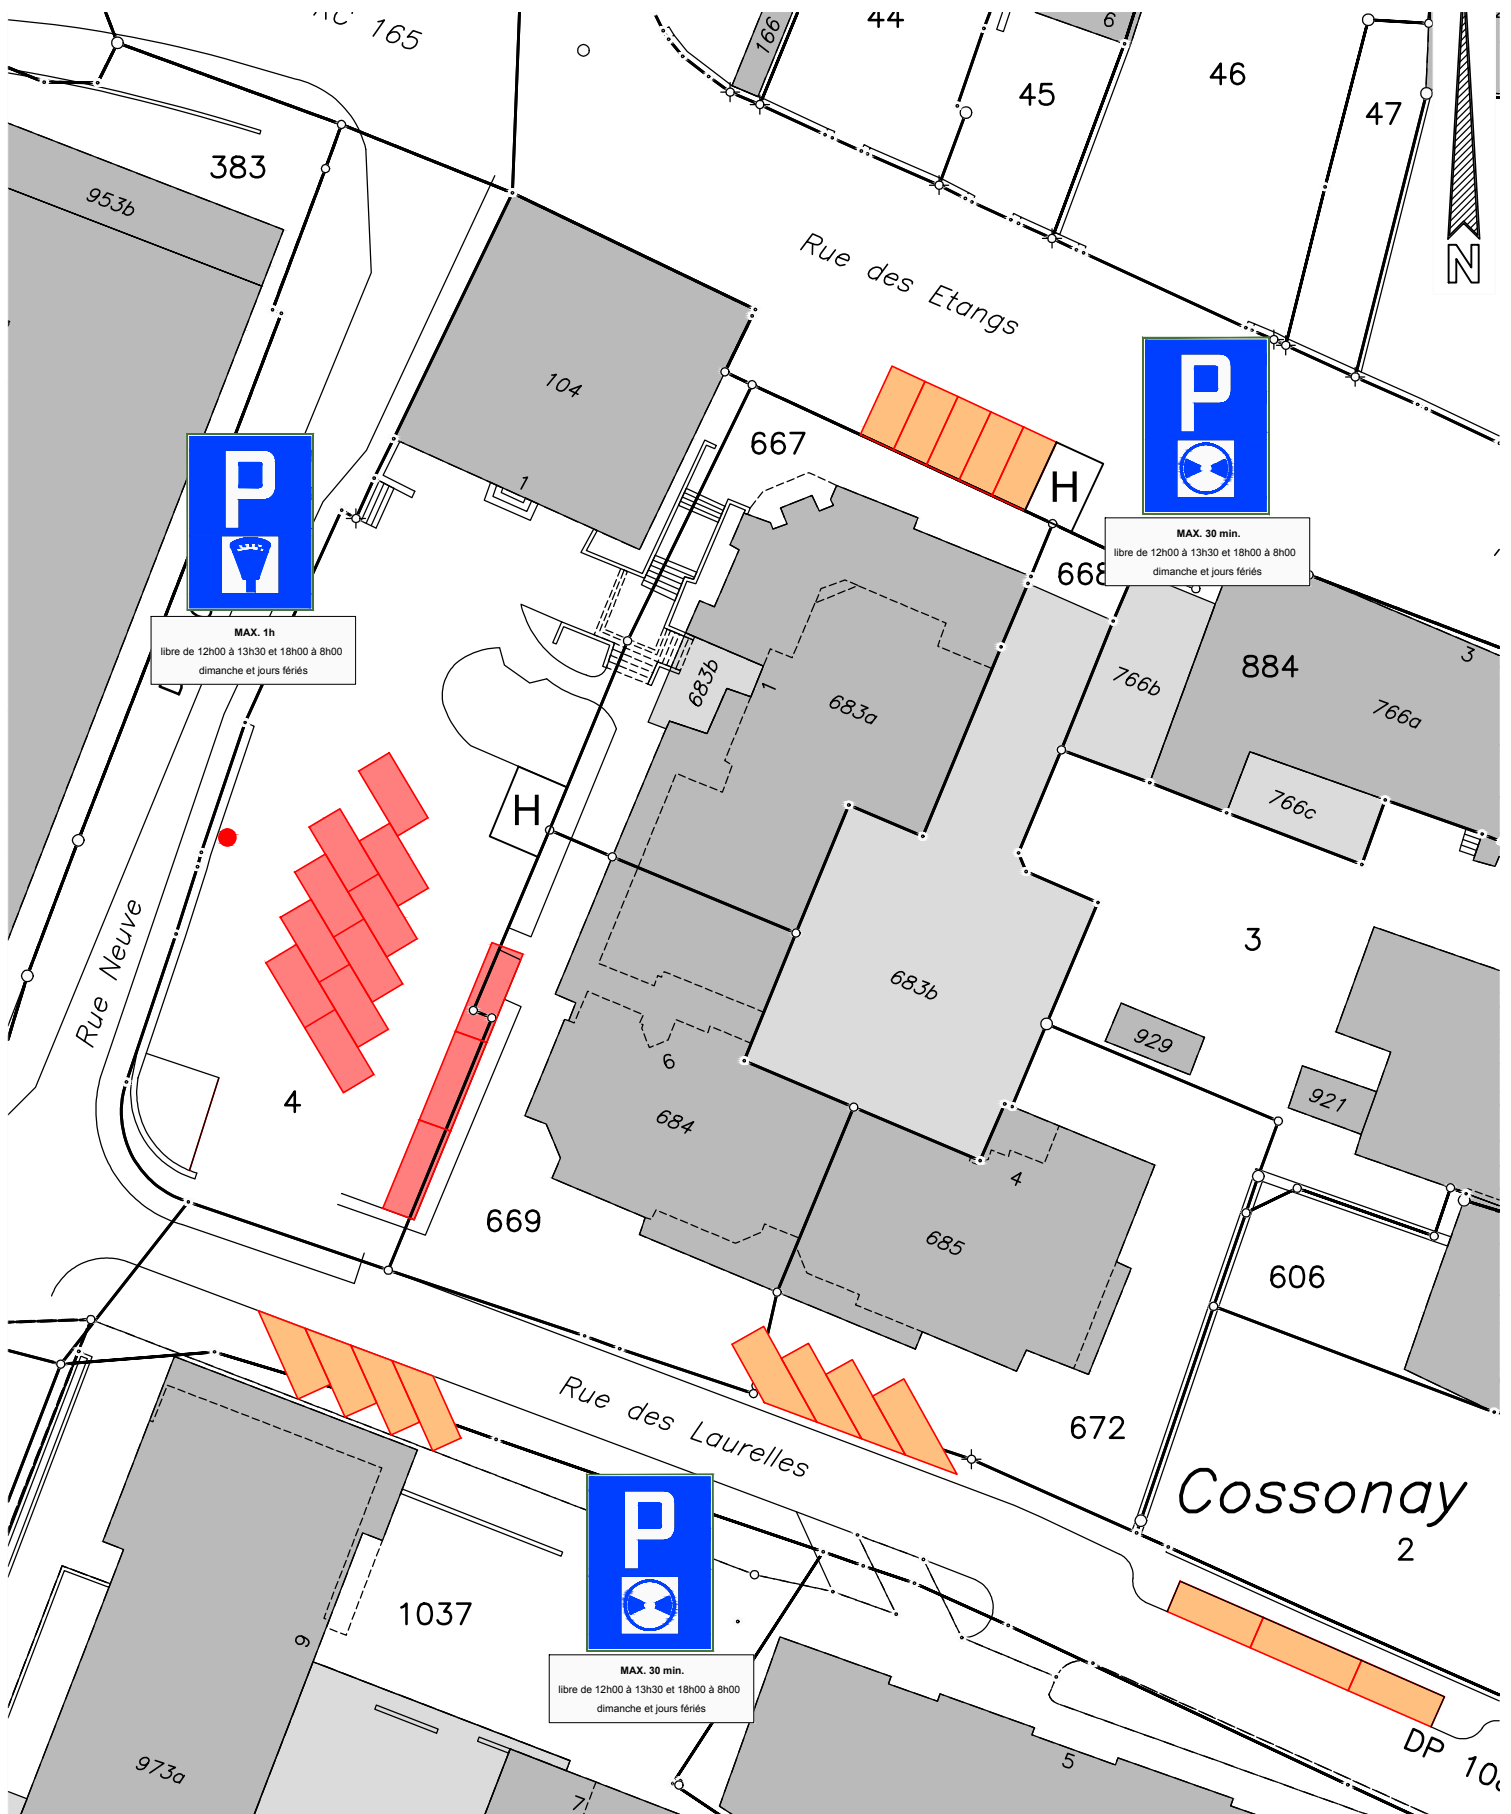 RC 165
166
44
6
45
46
47
383
953b
N
Rue des Etangs
104
P
667
H
1
P
MAX. 30 min.
libre de 12h00 à 13h30 et 18h00 à 8h00
dimanche et jours fériés
668
MAX. 1h
libre de 12h00 à 13h30 et 18h00 à 8h00
dimanche et jours fériés
683b
1
683a
766b
884
3
766a
766c
H
Rue Neuve
3
683b
929
921
4
6
684
4
669
685
606
Rue des Laurelles
672
Cossonay
2
P
1037
9
MAX. 30 min.
libre de 12h00 à 13h30 et 18h00 à 8h00
dimanche et jours fériés
DP
973a
5
7